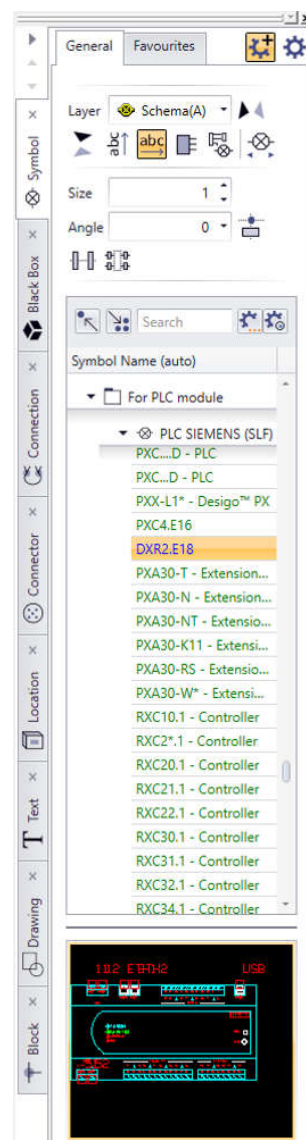 General Favourites
Layer Schema(A)
abc abc
Size 1
Angle 0
Search
Symbol Name (auto)
For PLC module
PLC SIEMENS (SLF)
PXC....D - PLC
PXC...D - PLC
PXX-L1* - Desigo™ PX
PXC4.E16
DXR2.E18
PXA30-T - Extension...
PXA30-N - Extension...
PXA30-NT - Extensio...
PXA30-K11 - Extensi...
PXA30-RS - Extensio...
PXA30-W* - Extensi...
RXC10.1 - Controller
RXC2*.1 - Controller
RXC20.1 - Controller
RXC21.1 - Controller
RXC22.1 - Controller
RXC30.1 - Controller
RXC31.1 - Controller
RXC32.1 - Controller
RXC34.1 - Controller
Symbol
Black Box
Connection
Connector
Location
Text
Drawing
Block
USB